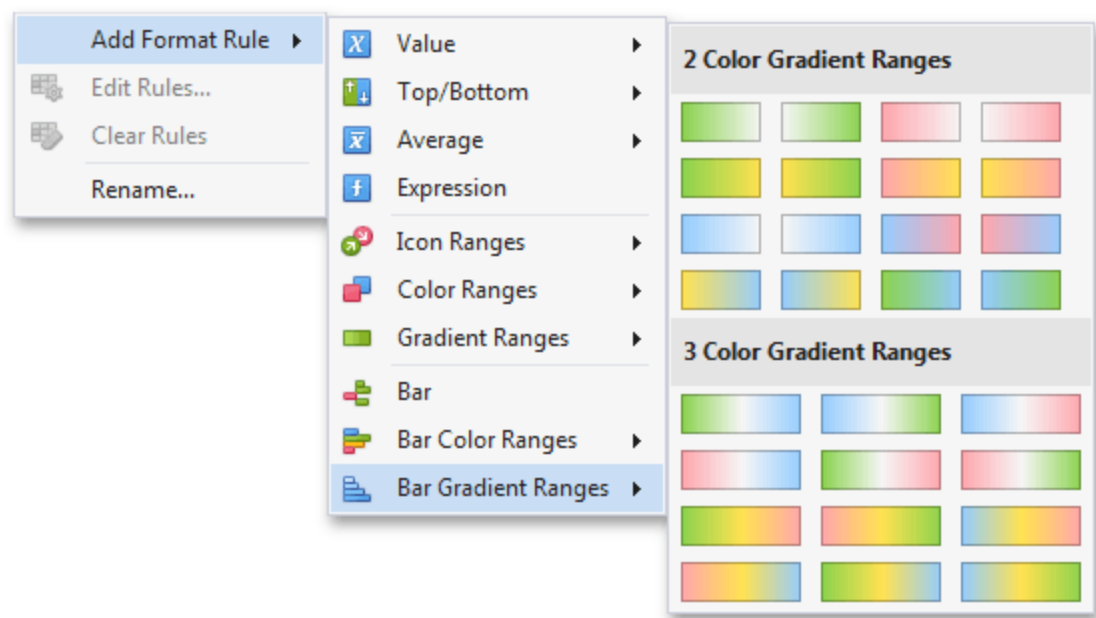 Add Format Rule
Edit Rules...
Clear Rules
Rename...
Value
Top/Bottom
Average
Expression
Icon Ranges
Color Ranges
Gradient Ranges
Bar
Bar Color Ranges
Bar Gradient Ranges
2 Color Gradient Ranges
3 Color Gradient Ranges